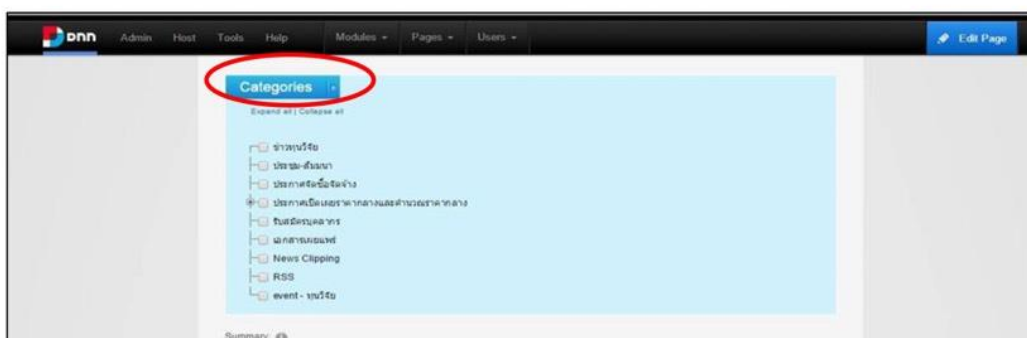 DNN Admin Host Tools Help Modules Pages Users Edit Page
Categories
Expand all | Collapse all
ข่าวทุนวิจัย
ประชุม-สัมมนา
ประกาศจัดซื้อจัดจ้าง
ประกาศเปิดเผยราคากลางและคำนวณราคากลาง
รับสมัครบุคลากร
เอกสารเผยแพร่
News Clipping
RSS
event - ทุนวิจัย
Summary: